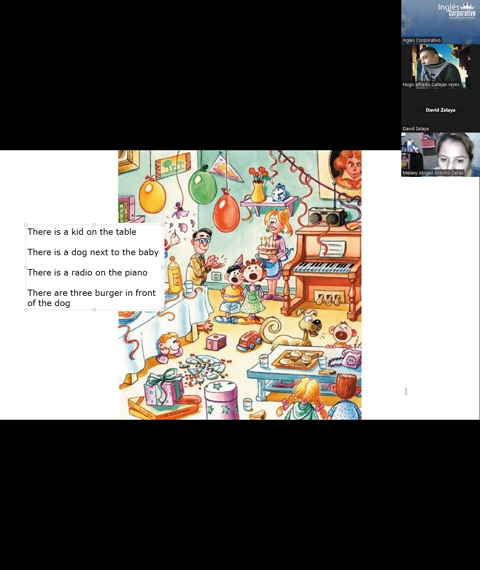 Inglés
Corporativo
Ingles Corporativo
Hugo alfredo Callejas reyes
David Zelaya
David Zelaya
Melany Abigail Antonio Baras
There is a kid on the table
There is a dog next to the baby
There is a radio on the piano
There are three burger in front
of the dog